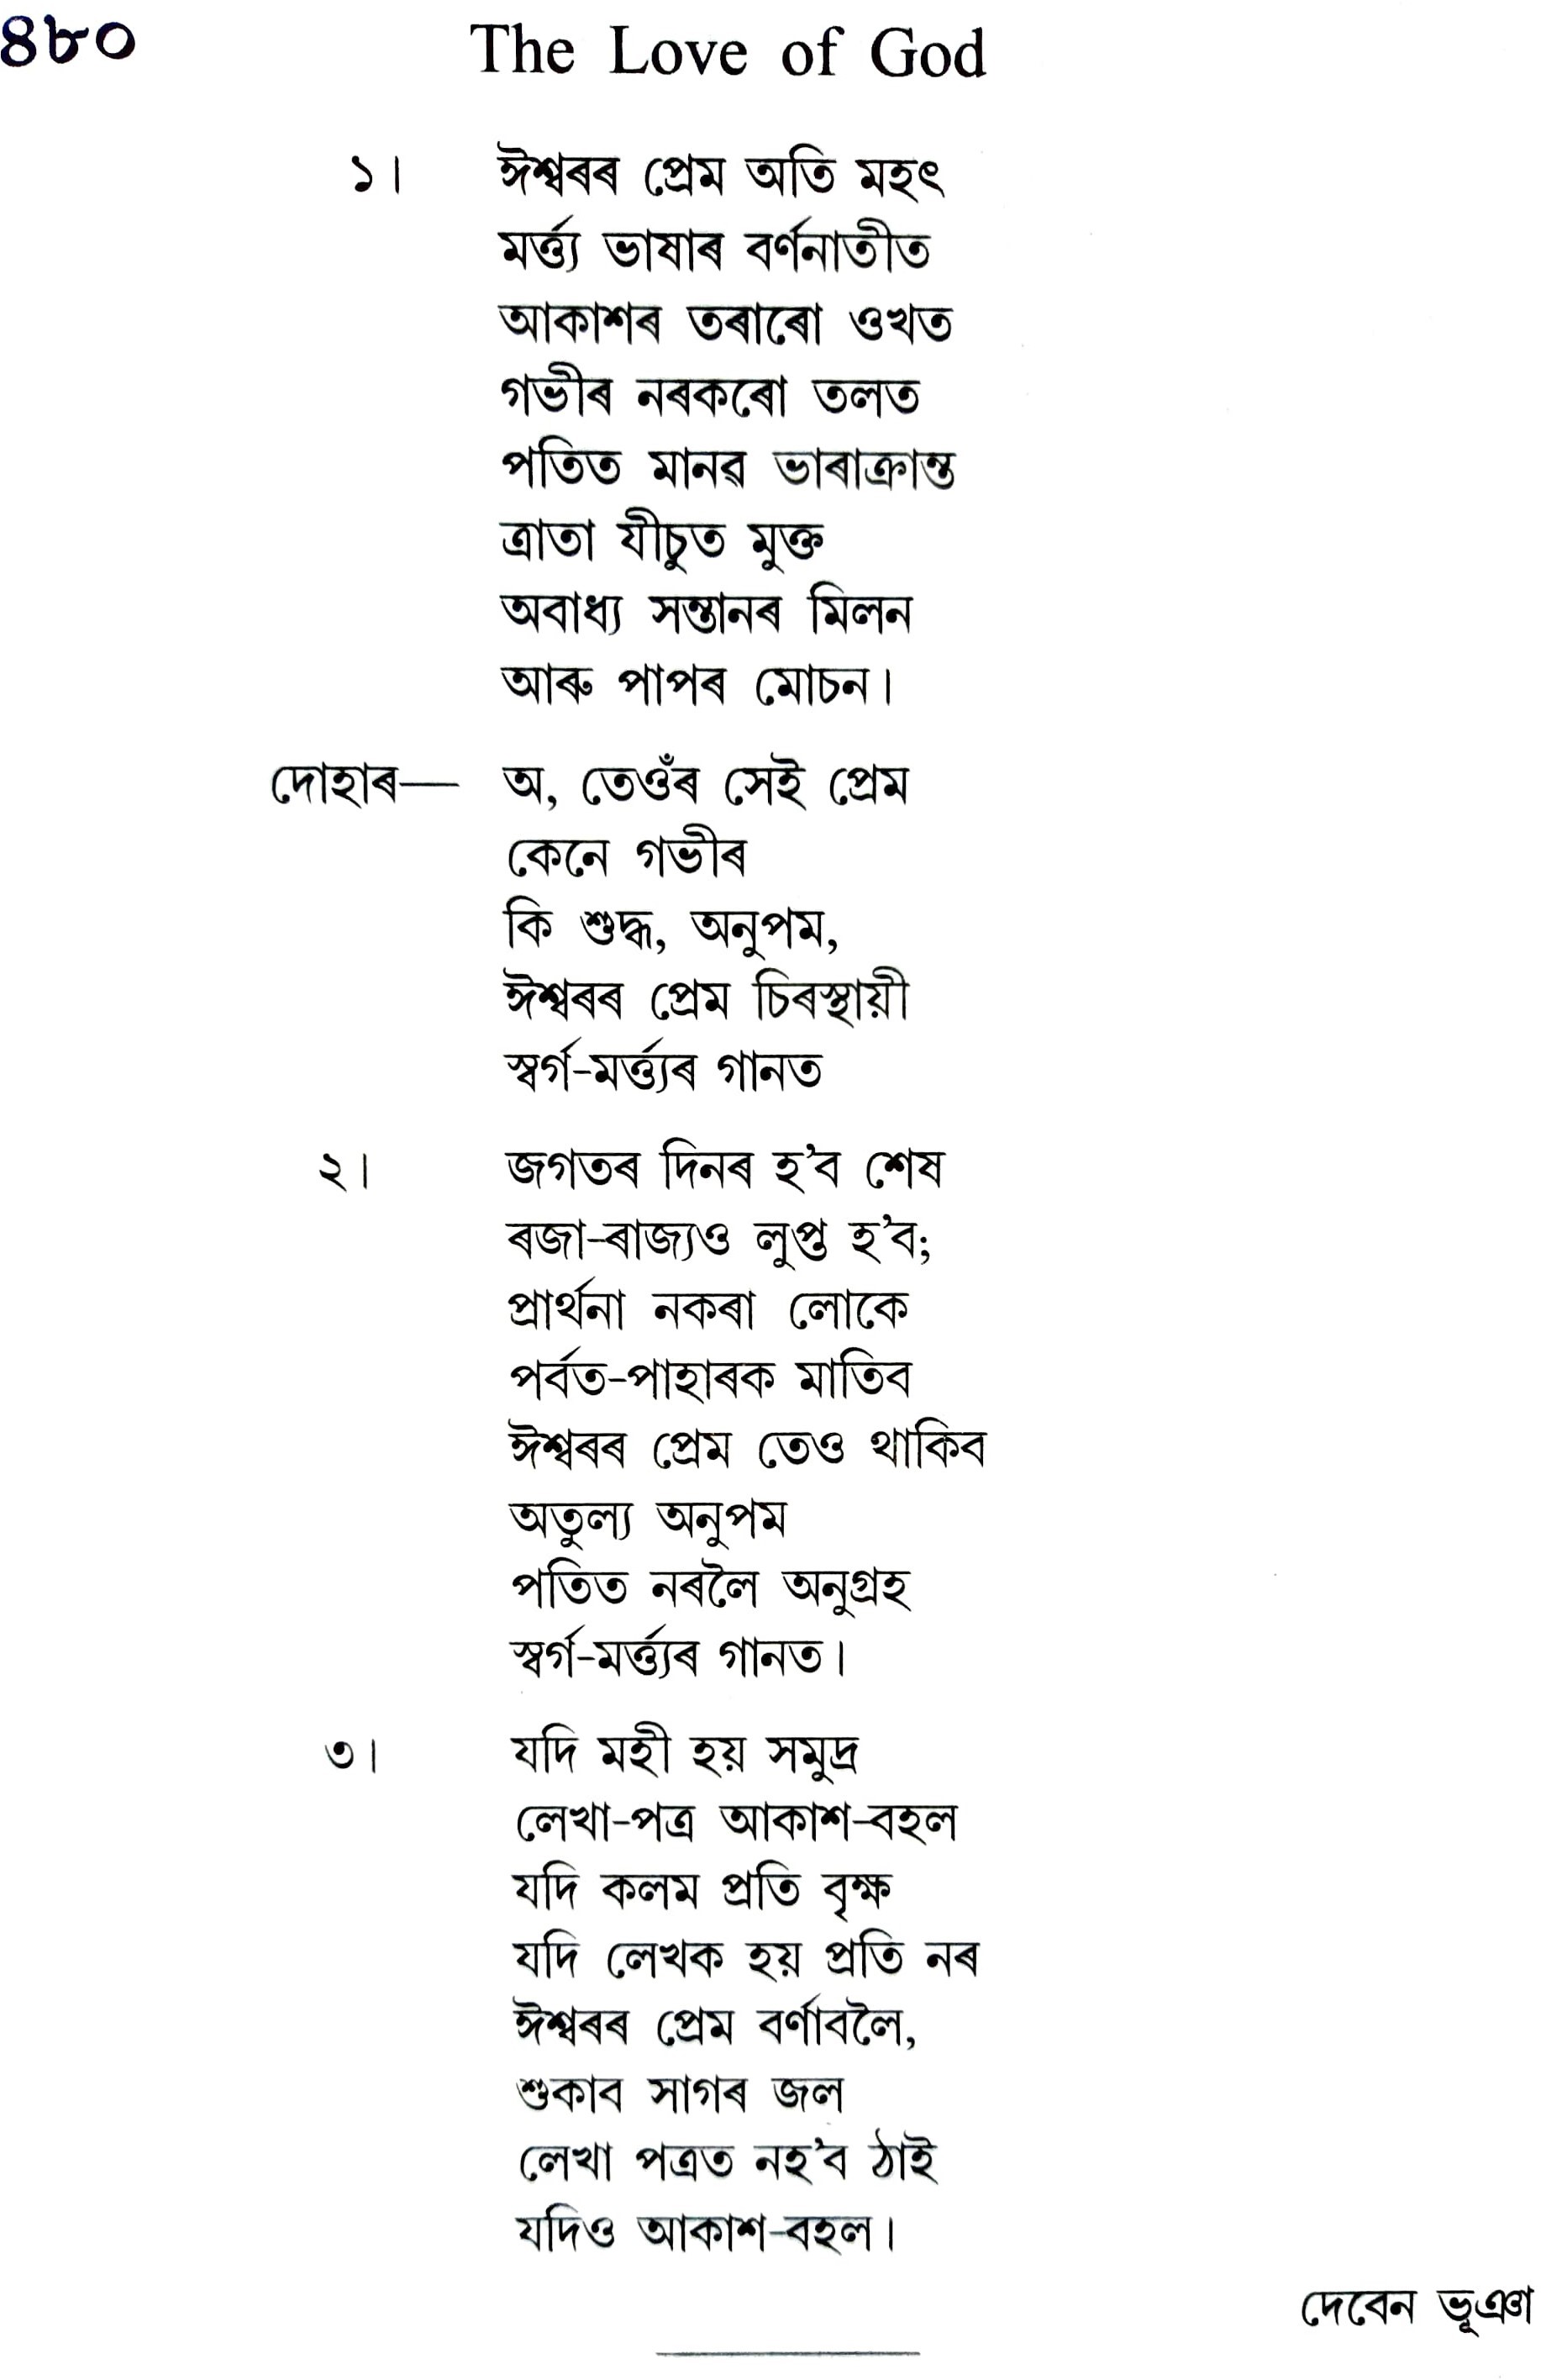 ৪৮০ The Love of God
১। ঈশ্বৰৰ প্ৰেম অতি মহৎ
মৰ্ত্ত্য ভাষাৰ বৰ্ণনাতীত
আকাশৰ তৰাৰো ওখত
গভীৰ নৰকৰো তলত
পতিত মানৱ ভাৰাক্ৰান্ত
ত্ৰাতা যীচুত মুক্ত
অবাধ্য সন্তানৰ মিলন
আৰু পাপৰ মোচন।
দোহাৰ— অ, তেওঁৰ সেই প্ৰেম
কেনে গভীৰ
কি শুদ্ধ, অনুপম,
ঈশ্বৰৰ প্ৰেম চিৰস্থায়ী
স্বৰ্গ-মৰ্ত্ত্যৰ গানত
২। জগতৰ দিনৰ হ'ব শেষ
ৰজা-ৰাজ্যও লুপ্ত হ'ব;
প্ৰাৰ্থনা নকৰা লোকে
পৰ্বত-পাহাৰক মাতিব
ঈশ্বৰৰ প্ৰেম তেও থাকিব
অতুল্য অনুপম
পতিত নৰলৈ অনুগ্ৰহ
স্বৰ্গ-মৰ্ত্ত্যৰ গানত।
৩। যদি মহী হয় সমুদ্ৰ
লেখা-পত্ৰ আকাশ-বহল
যদি কলম প্ৰতি বৃক্ষ
যদি লেখক হয় প্ৰতি নৰ
ঈশ্বৰৰ প্ৰেম বৰ্ণাবলৈ,
শুকাব সাগৰ জল
লেখা পত্ৰত নহ'ব ঠাই
যদিও আকাশ-বহল।
দেবেন ভূঞা